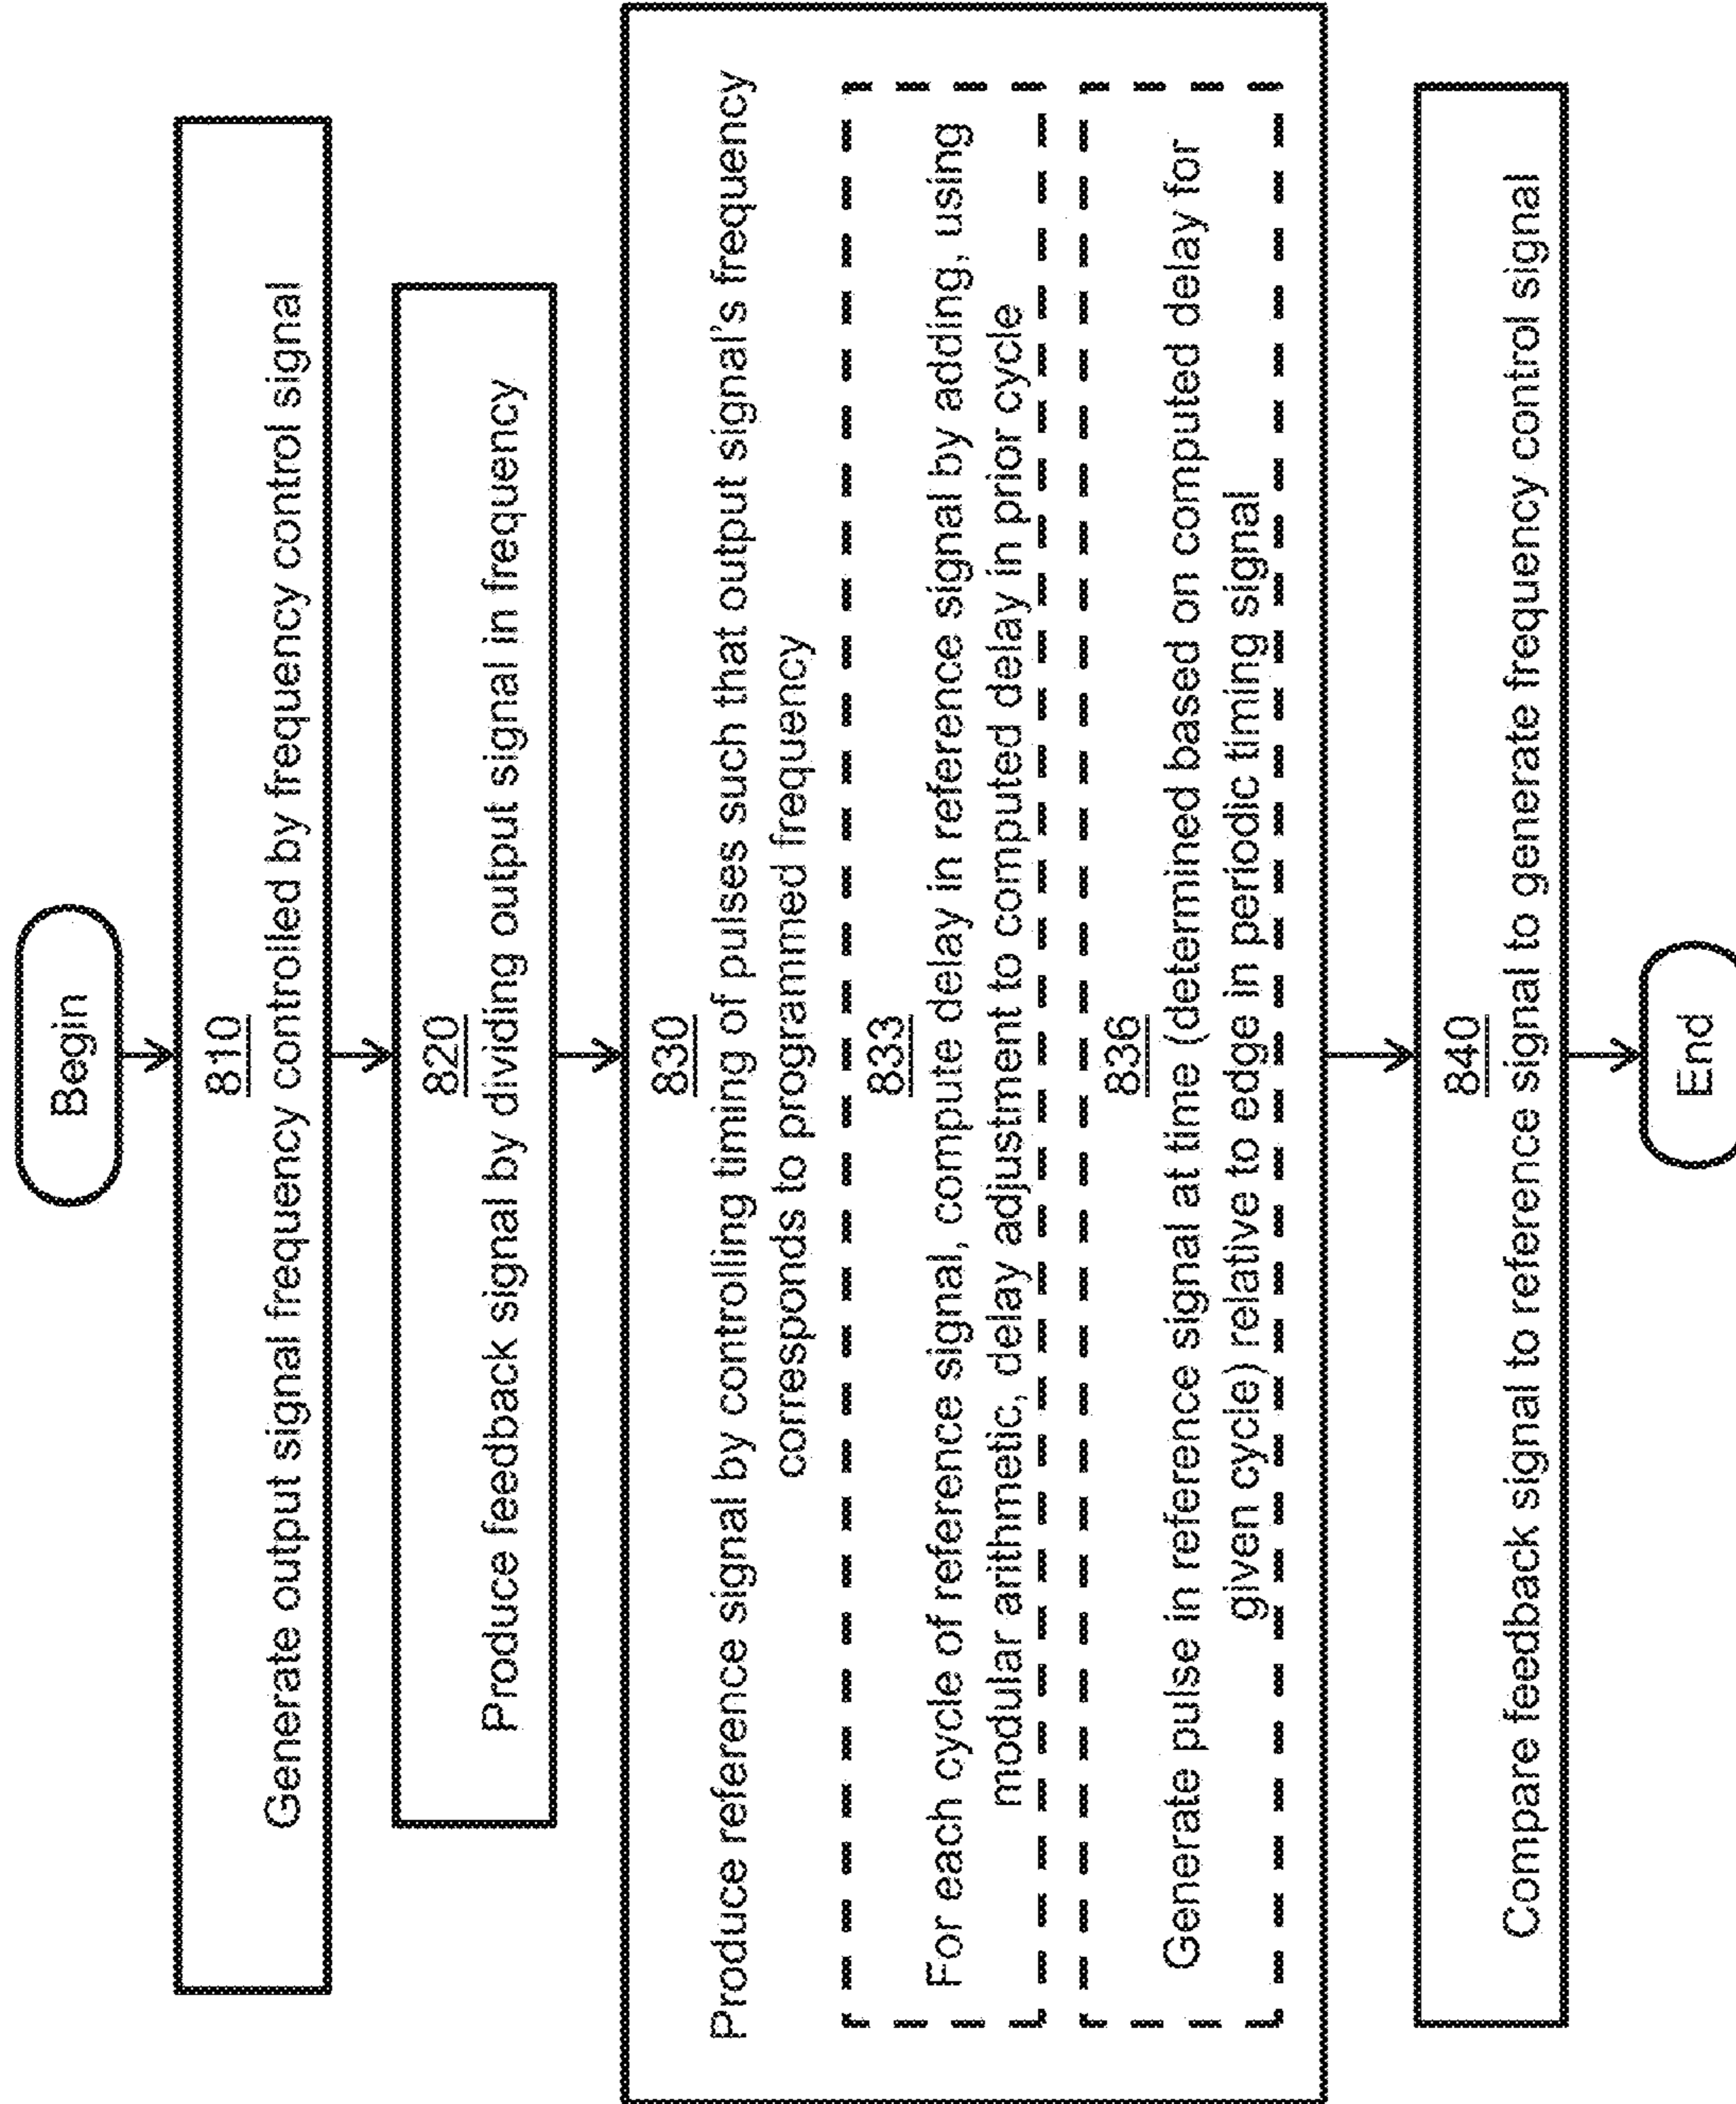 Begin
810
Generate output signal frequency controlled by frequency control signal
820
Produce feedback signal by dividing output signal in frequency
830
Produce reference signal by controlling timing of pulses such that output signal's frequency
corresponds to programmed frequency
833
For each cycle of reference signal, compute delay in reference signal by adding, using
modular arithmetic, delay adjustment to computed delay in prior cycle
836
Generate pulse in reference signal at time (determined based on computed delay for
given cycle) relative to edge in periodic timing signal
840
Compare feedback signal to reference signal to generate frequency control signal
End